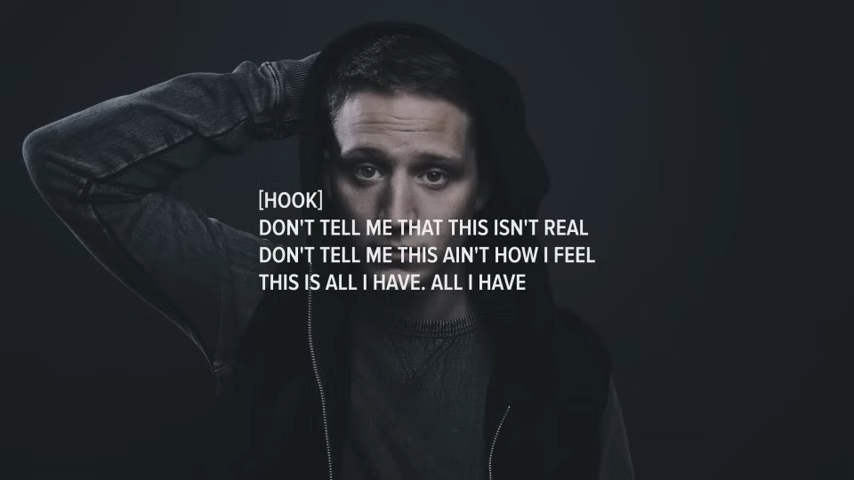 [HOOK]
DON'T TELL ME THAT THIS ISN'T REAL
DON'T TELL ME THIS AIN'T HOW I FEEL
THIS IS ALL I HAVE. ALL I HAVE